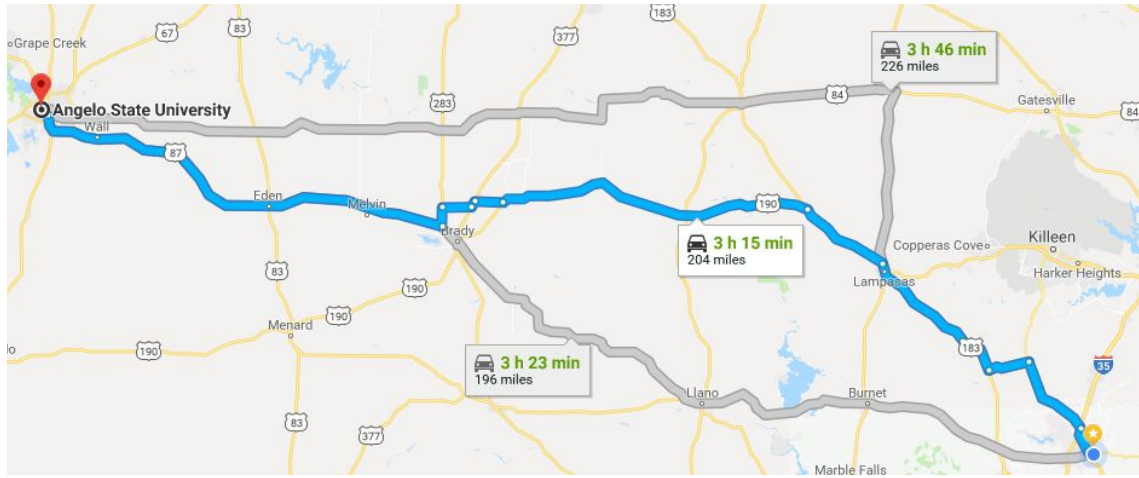 Grape Creek
67
83
183
377
3 h 46 min
226 miles
Angelo State University
283
84
Gatesville
84
Wall
87
Eden
Melvin
190
Brady
3 h 15 min
204 miles
Copperas Cove
Killeen
Harker Heights
83
190
Lampasas
Menard
190
190
183
35
3 h 23 min
196 miles
Llano
Burnet
83
377
Marble Falls